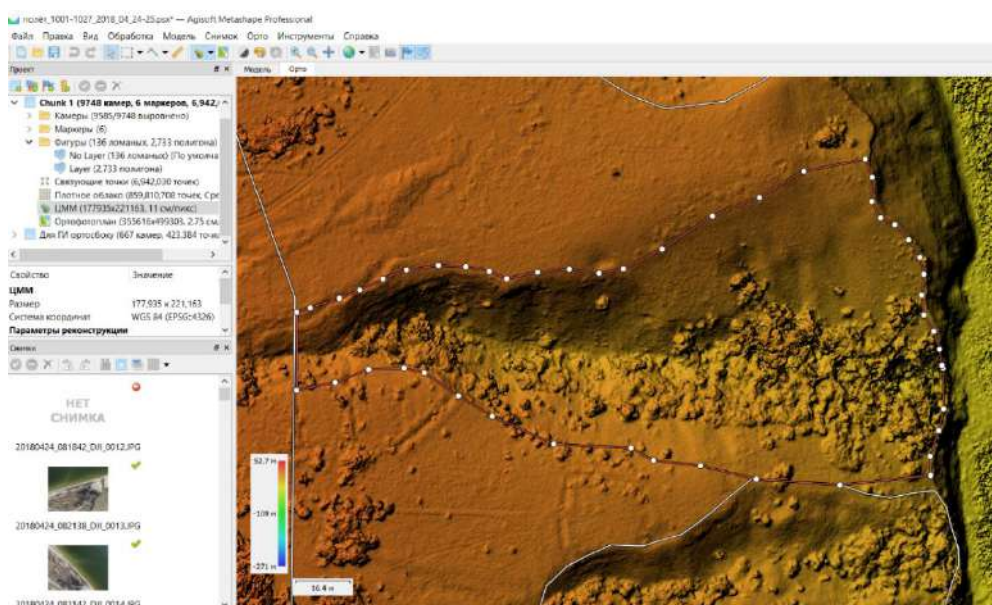 полёт_1001-1027_2018_04_24-25.psx* — Agisoft Metashape Professional
Файл Правка Вид Обработка Модель Снимок Орто Инструменты Справка
Проект
Модель Орто
Chunk 1 (9748 камер, 6 маркеров, 6,942,
Камеры (9585/9748 выровнено)
Маркеры (6)
Фигуры (136 ломаных, 2,733 полигона)
No Layer (136 ломаных) [По умолча
Layer (2,733 полигона)
Связующие точки (6,942,030 точек)
Плотное облако (859,810,708 точек, Сре
ЦММ (177935x221163, 11 см/пикс)
Ортофотоплан (355616x499303, 2.75 см,
Для ГИ ортосбоку (667 камер, 423,384 точк
Свойство Значение
ЦММ
Размер 177,935 x 221,163
Система координат WGS 84 (EPSG:4326)
Параметры реконструкции
Снимки
НЕТ
СНИМКА
20180424_081842_DJI_0012.JPG
20180424_082138_DJI_0013.JPG
52.7 м
-109 м
-271 м
16.4 м